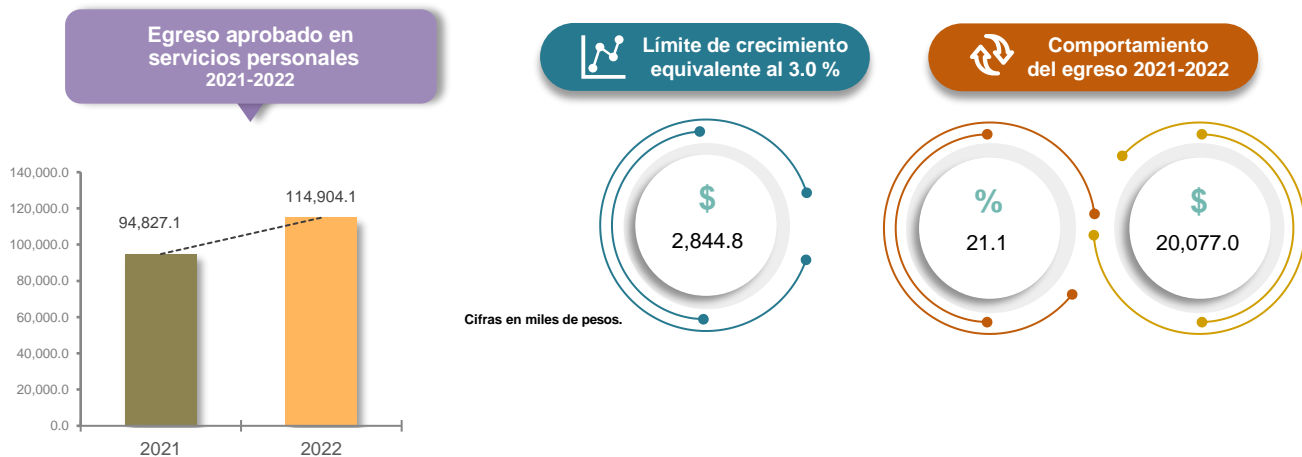 Egreso aprobado en
servicios personales
2021-2022
Límite de crecimiento
equivalente al 3.0 %
Comportamiento
del egreso 2021-2022
140,000.0
120,000.0
100,000.0
80,000.0
60,000.0
40,000.0
20,000.0
0.0
94,827.1
114,904.1
2021
2022
$
2,844.8
%
21.1
$
20,077.0
Cifras en miles de pesos.